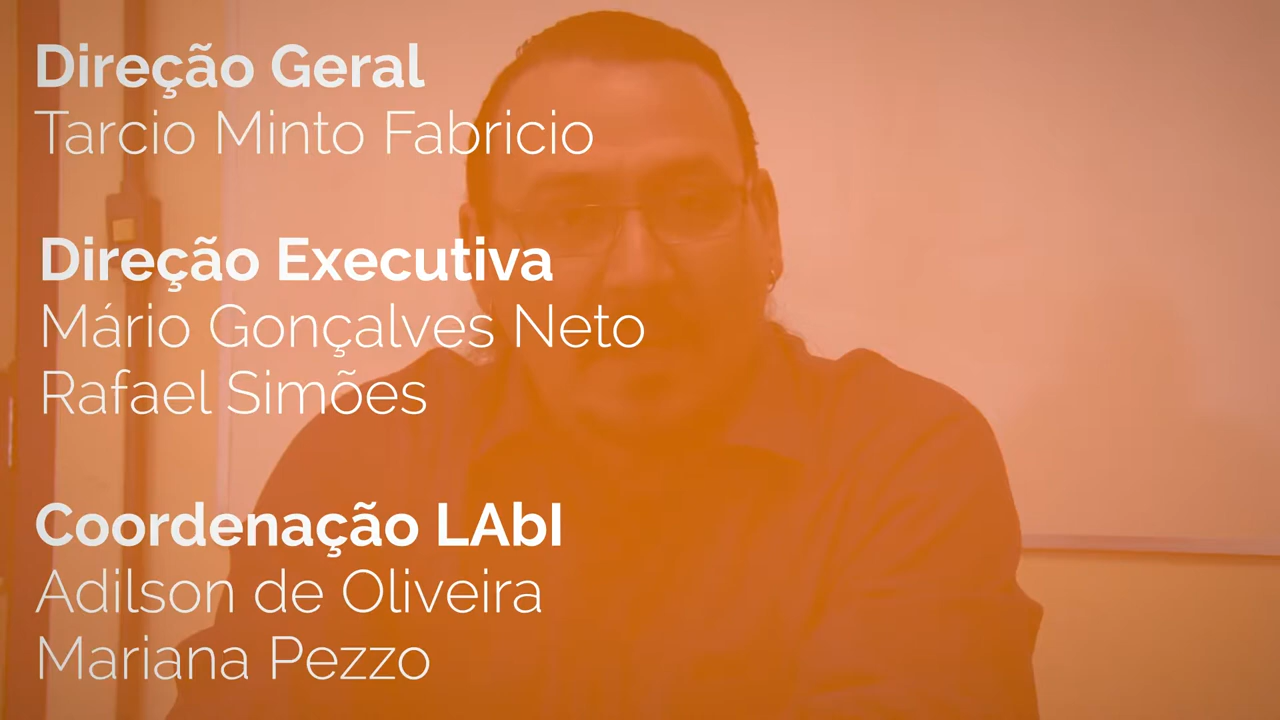 Direção Geral
Tarcio Minto Fabricio
Direção Executiva
Mário Gonçalves Neto
Rafael Simões
Coordenação LAbI
Adilson de Oliveira
Mariana Pezzo